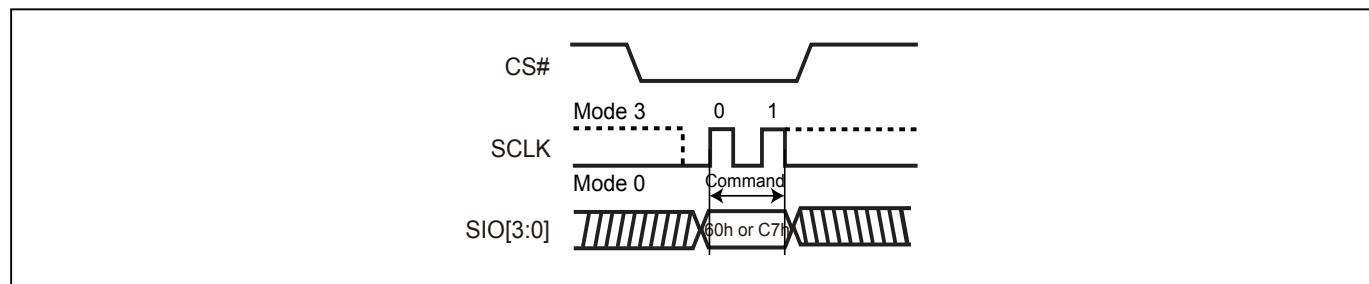 CS#
Mode 3 0 1
SCLK
Mode 0 Command
SIO[3:0] 60h or C7h